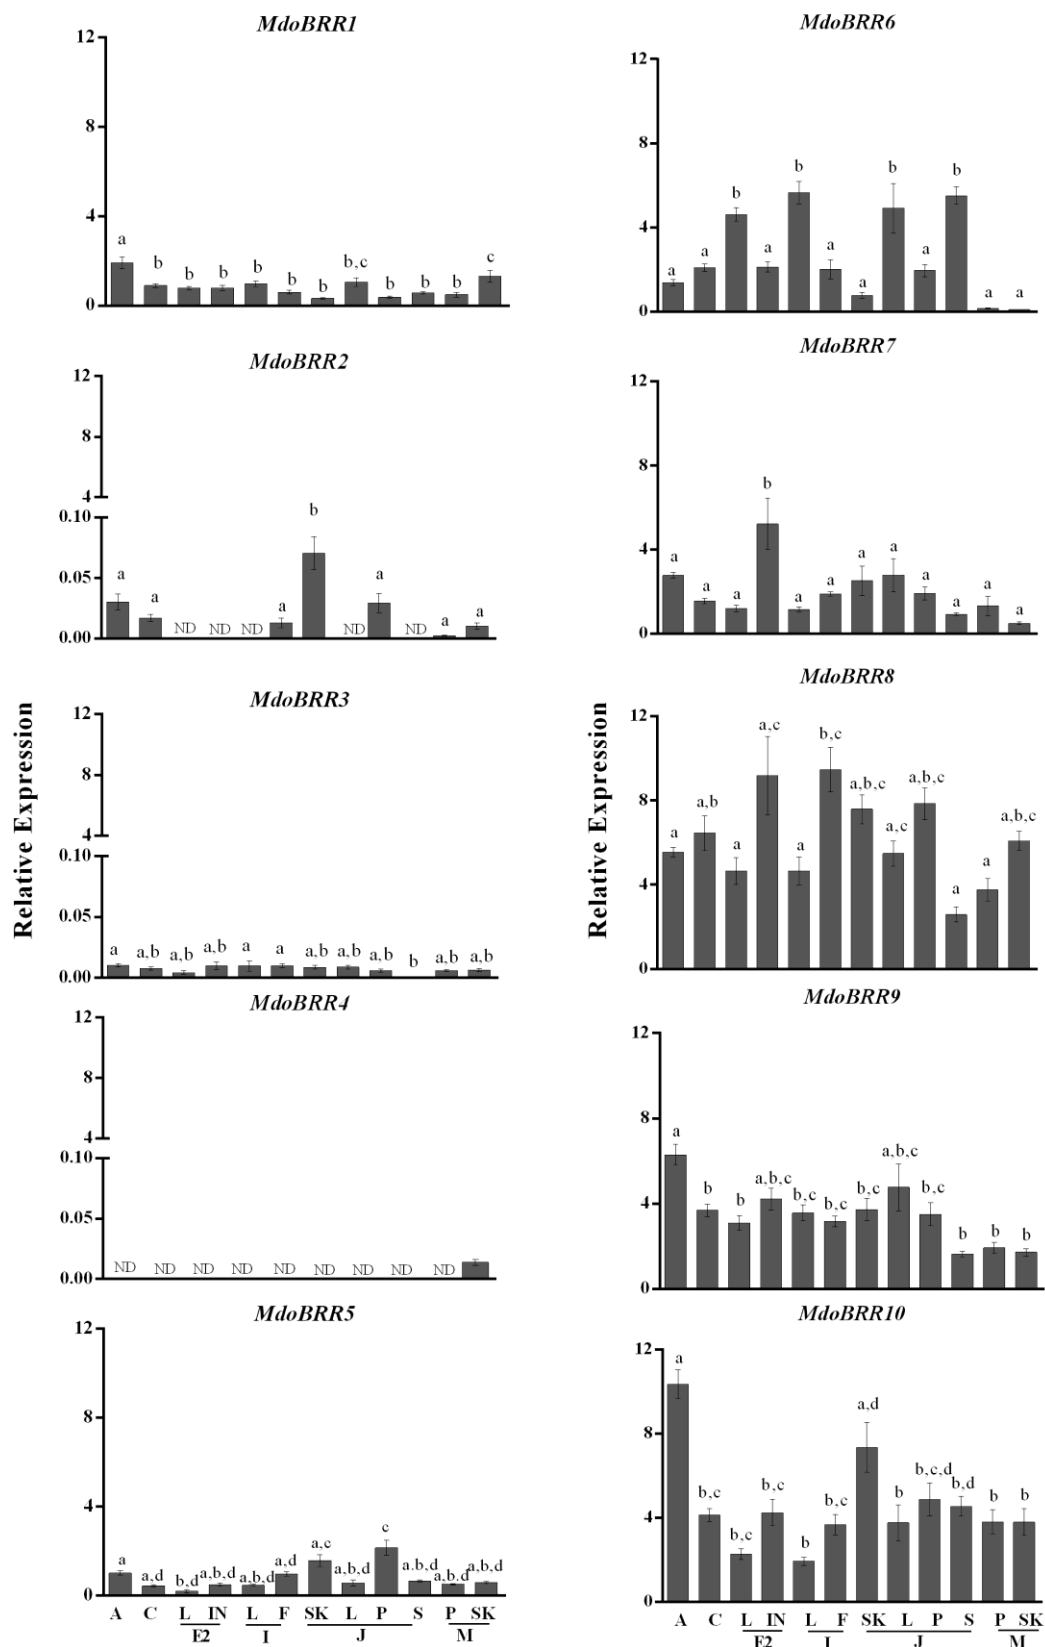 MdoBRR1
12
8
4
0
a b b b b b b b,c b b b c
MdoBRR2
12
8
4
0.10
0.05
0.00
a a ND ND ND a b ND a ND a a
MdoBRR3
12
8
4
0.10
0.05
0.00
a a,b a,b a,b a a a,b a,b a,b b a,b a,b
MdoBRR4
12
8
4
0.10
0.05
0.00
ND ND ND ND ND ND ND ND ND
MdoBRR5
12
8
4
0
a a,d b,d a,b,d a,b,d a,d a,c a,b,d c a,b,d a,b,d a,b,d
A C L IN L F SK L P S P SK
E2 I J M
Relative Expression
MdoBRR6
12
8
4
0
a a b a b a a b a b a a
MdoBRR7
12
8
4
0
a a a b a a a a a a a a
MdoBRR8
12
8
4
0
a a,b a a,c a b,c a,b,c a,c a,b,c a a a,b,c
MdoBRR9
12
8
4
0
a b b a,b,c b,c b,c b,c a,b,c b,c b b b
MdoBRR10
12
8
4
0
a b,c b,c b,c b b,c a,d b b,c,d b,d b b
A C L IN L F SK L P S P SK
E2 I J M
Relative Expression